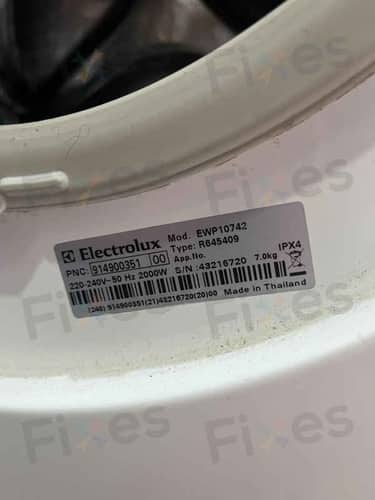 Fixes
Electrolux
Mod. EWP10742
Type: R645409
PNC: 914900351 00
App.No.
220-240V~50 Hz 2000W
S/N:43216720
7.0kg
IPX4
(240)914900351(21)43216720(20)00
Made in Thailand
Fixes
Fixes
Fixes
Fixes